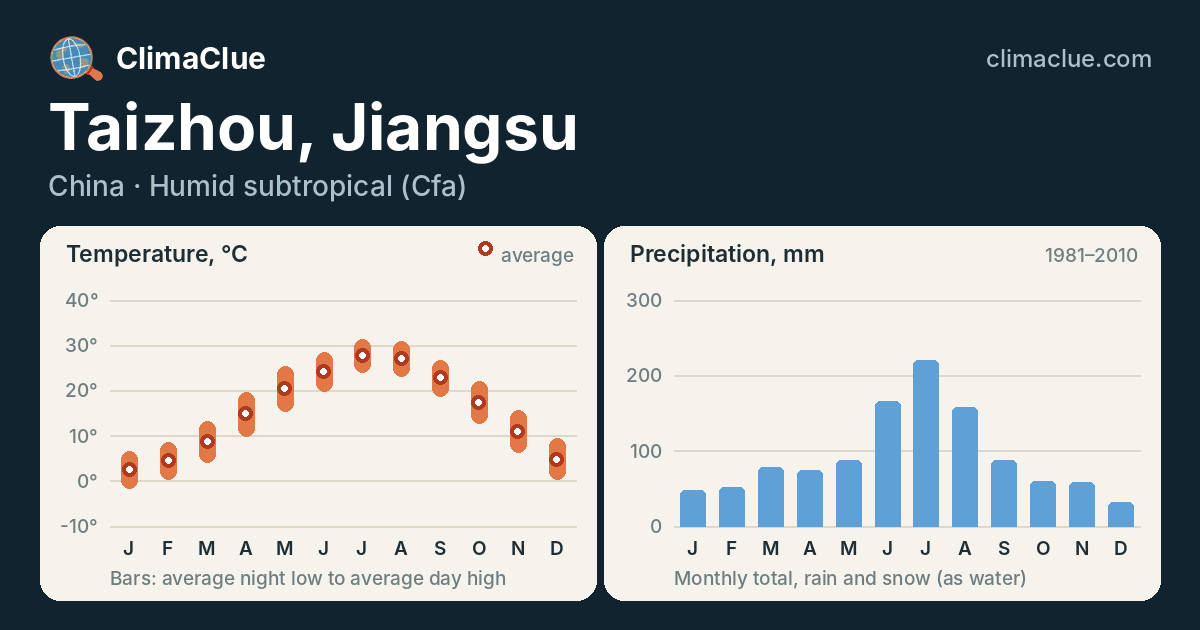 ClimaClue
climaclue.com
Taizhou, Jiangsu
China · Humid subtropical (Cfa)
Temperature, °C
average
40°
30°
20°
10°
0°
-10°
J F M A M J J A S O N D
Bars: average night low to average day high
Precipitation, mm
1981–2010
300
200
100
0
J F M A M J J A S O N D
Monthly total, rain and snow (as water)